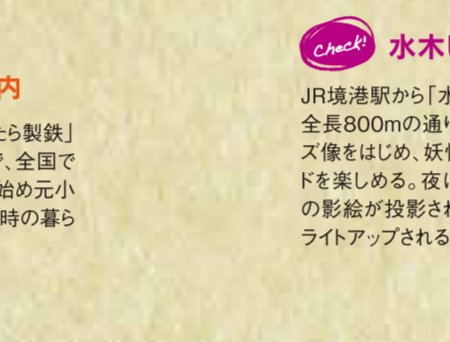 内
たら製鉄」
、全国で
始め元小
時の暮ら
Check!
水木
JR境港駅から「水
全長800mの通り
ズ像をはじめ、妖
ドを楽しめる。夜
の影絵が投影され
ライトアップされる